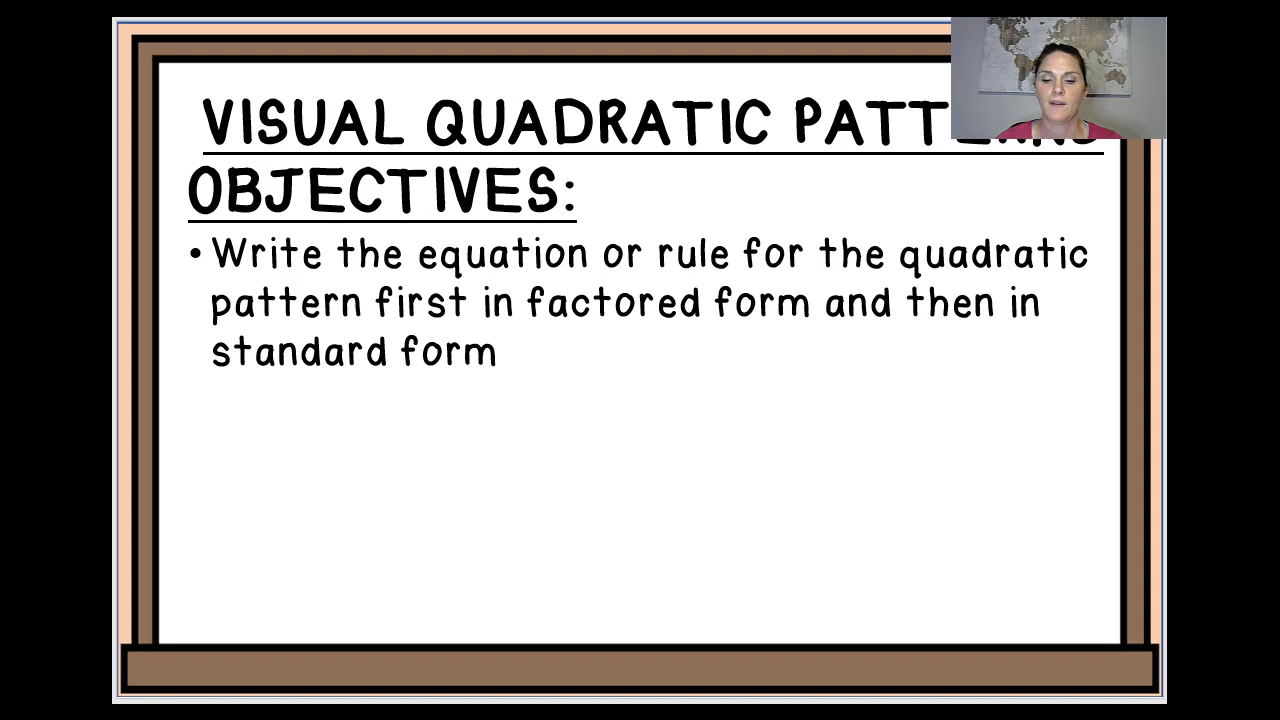 VISUAL QUADRATIC
OBJECTIVES:
• Write the equation or rule for the quadratic
pattern first in factored form and then in
standard form